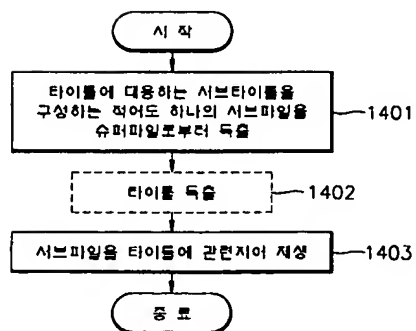 시 작
타이틀에 대응하는 서브타이틀을
구성하는 적어도 하나의 서브파일을
슈퍼파일로부터 독출
1401
타이틀 독출
1402
서브파일을 타이틀에 관련지어 재생
1403
종 료